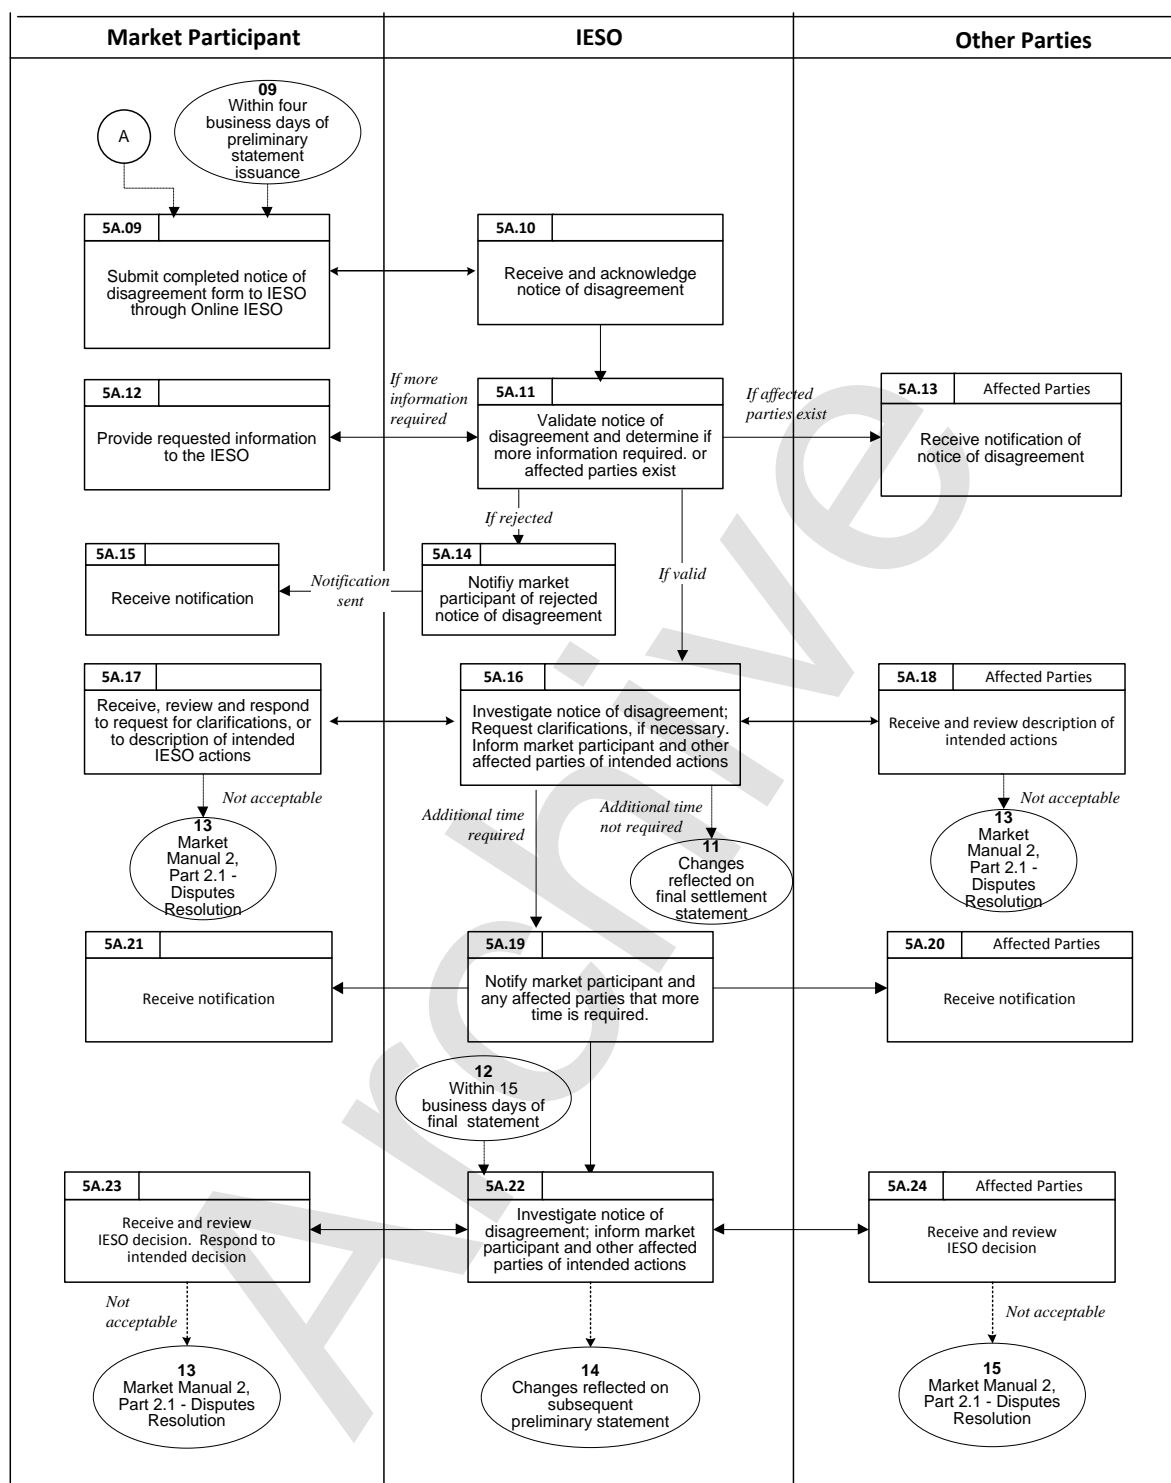 Market Participant
IESO
Other Parties
A
09
Within four
business days of
preliminary
statement
issuance
5A.09
Submit completed notice of
disagreement form to IESO
through Online IESO
5A.10
Receive and acknowledge
notice of disagreement
5A.12
Provide requested information
to the IESO
If more
information
required
5A.11
Validate notice of
disagreement and determine if
more information required. or
affected parties exist
If affected
parties exist
5A.13
Affected Parties
Receive notification of
notice of disagreement
If rejected
If valid
5A.15
Receive notification
Notification
sent
5A.14
Notifiy market
participant of rejected
notice of disagreement
5A.17
Receive, review and respond
to request for clarifications, or
to description of intended
IESO actions
5A.16
Investigate notice of disagreement;
Request clarifications, if necessary.
Inform market participant and other
affected parties of intended actions
5A.18
Affected Parties
Receive and review description of
intended actions
Not acceptable
13
Market
Manual 2,
Part 2.1 -
Disputes
Resolution
Additional time
required
Additional time
not required
11
Changes
reflected on
final settlement
statement
Not acceptable
13
Market
Manual 2,
Part 2.1 -
Disputes
Resolution
5A.21
Receive notification
5A.19
Notify market participant and
any affected parties that more
time is required.
5A.20
Affected Parties
Receive notification
12
Within 15
business days of
final statement
5A.23
Receive and review
IESO decision. Respond to
intended decision
5A.22
Investigate notice of
disagreement; inform market
participant and other affected
parties of intended actions
5A.24
Affected Parties
Receive and review
IESO decision
Not
acceptable
13
Market Manual 2,
Part 2.1 - Disputes
Resolution
14
Changes reflected on
subsequent
preliminary statement
Not acceptable
15
Market Manual 2,
Part 2.1 - Disputes
Resolution
Archive